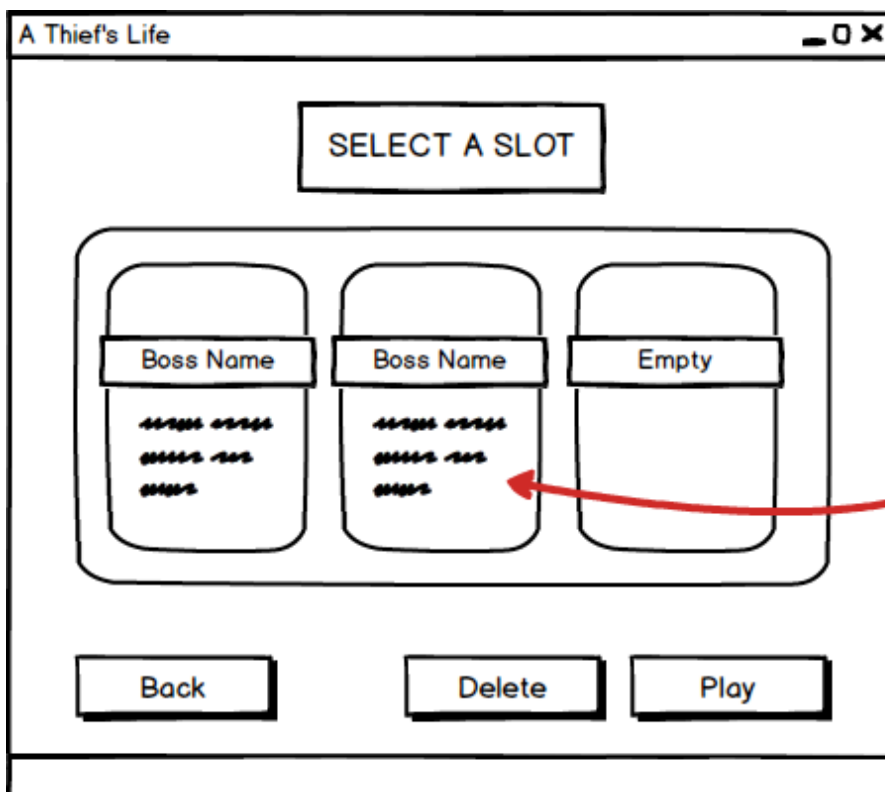 A Thief's Life
SELECT A SLOT
Boss Name
Boss Name
Empty
Back
Delete
Play